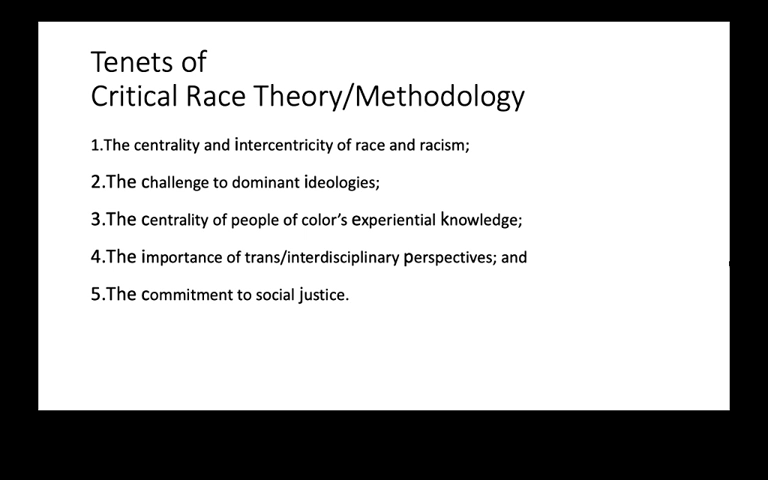 Tenets of
Critical Race Theory/Methodology
1.The centrality and intercentricity of race and racism;
2.The challenge to dominant ideologies;
3.The centrality of people of color’s experiential knowledge;
4.The importance of trans/interdisciplinary perspectives; and
5.The commitment to social justice.